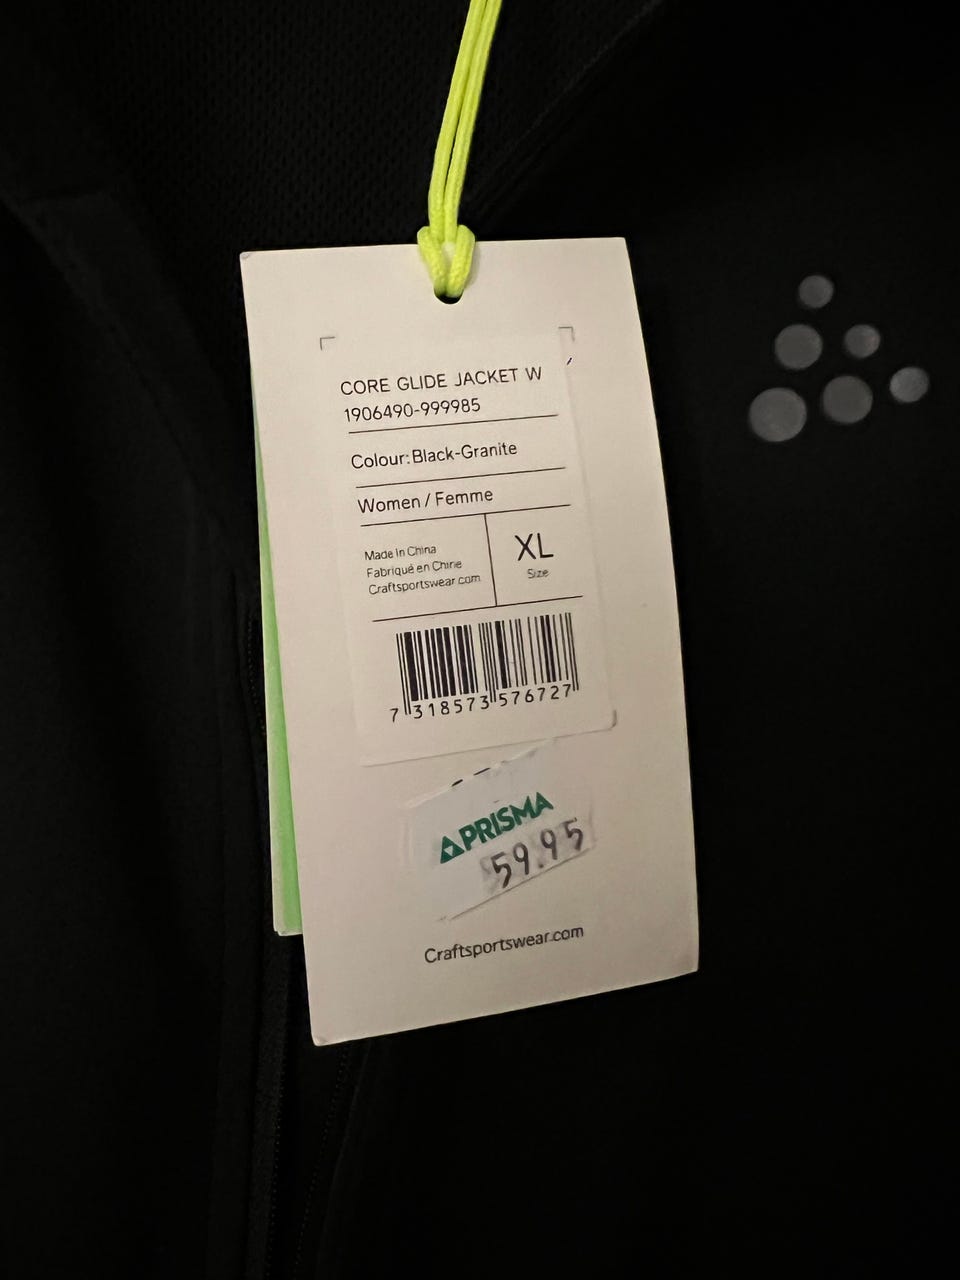 CORE GLIDE JACKET W
1906490-999985
Colour: Black-Granite
Women / Femme
Made in China
Fabriqué en Chine
Craftsportswear.com
XL
Size
7 318573 576727
PRISMA
59.95
Craftsportswear.com